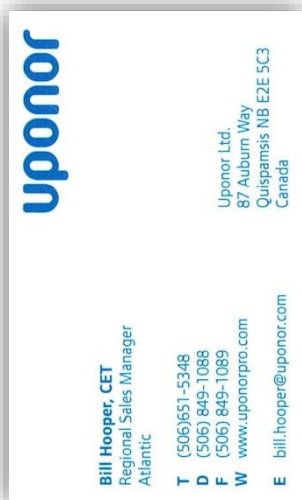 uponor
Bill Hooper, CET
Regional Sales Manager
Atlantic
T (506)651-5348
D (506) 849-1088
F (506) 849-1089
W www.uponorpro.com
E bill.hooper@uponor.com
Uponor Ltd.
87 Auburn Way
Quispamsis NB E2E 5C3
Canada